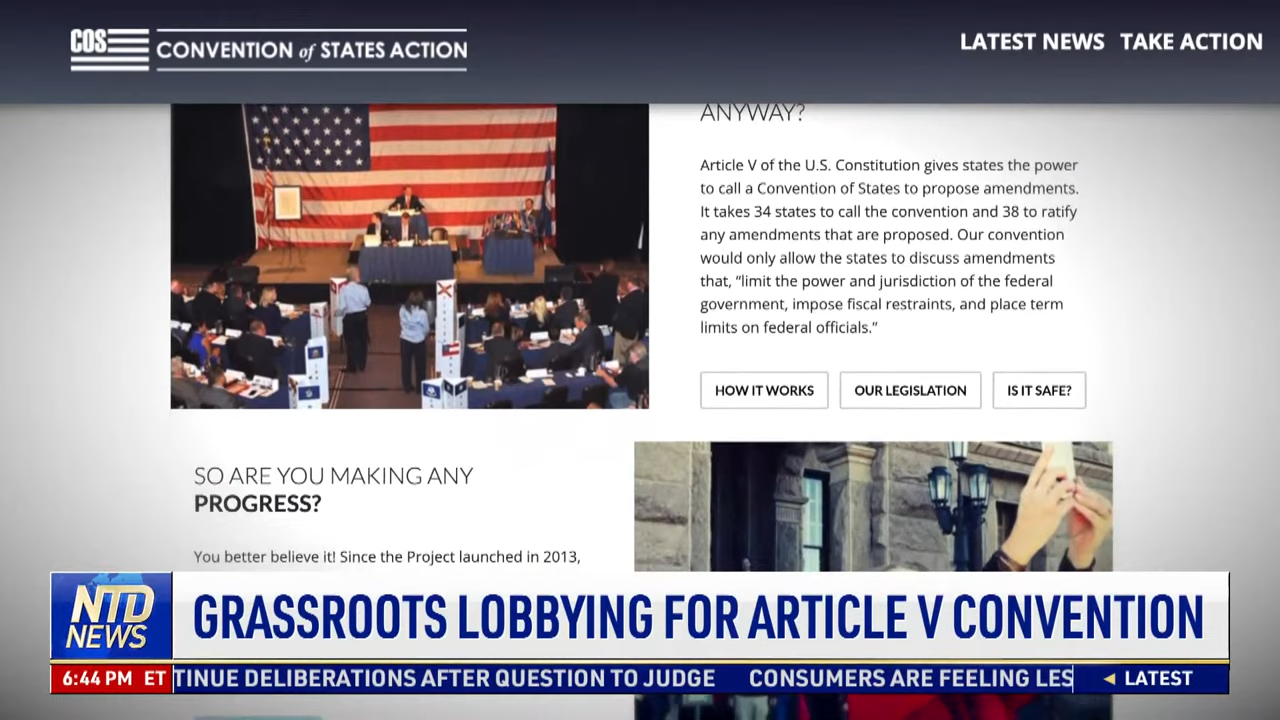 COS
CONVENTION of STATES ACTION
LATEST NEWS TAKE ACTION
ANYWAY?
Article V of the U.S. Constitution gives states the power
to call a Convention of States to propose amendments.
It takes 34 states to call the convention and 38 to ratify
any amendments that are proposed. Our convention
would only allow the states to discuss amendments
that, “limit the power and jurisdiction of the federal
government, impose fiscal restraints, and place term
limits on federal officials.”
HOW IT WORKS
OUR LEGISLATION
IS IT SAFE?
SO ARE YOU MAKING ANY
PROGRESS?
You better believe it! Since the Project launched in 2013,
NTD
NEWS
GRASSROOTS LOBBYING FOR ARTICLE V CONVENTION
6:44 PM ET
TINUE DELIBERATIONS AFTER QUESTION TO JUDGE CONSUMERS ARE FEELING LES
LATEST